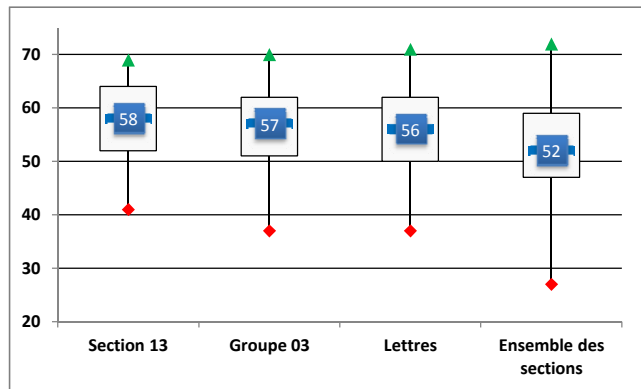 70
60
50
40
30
20
58
57
56
52
Section 13
Groupe 03
Lettres
Ensemble des
sections